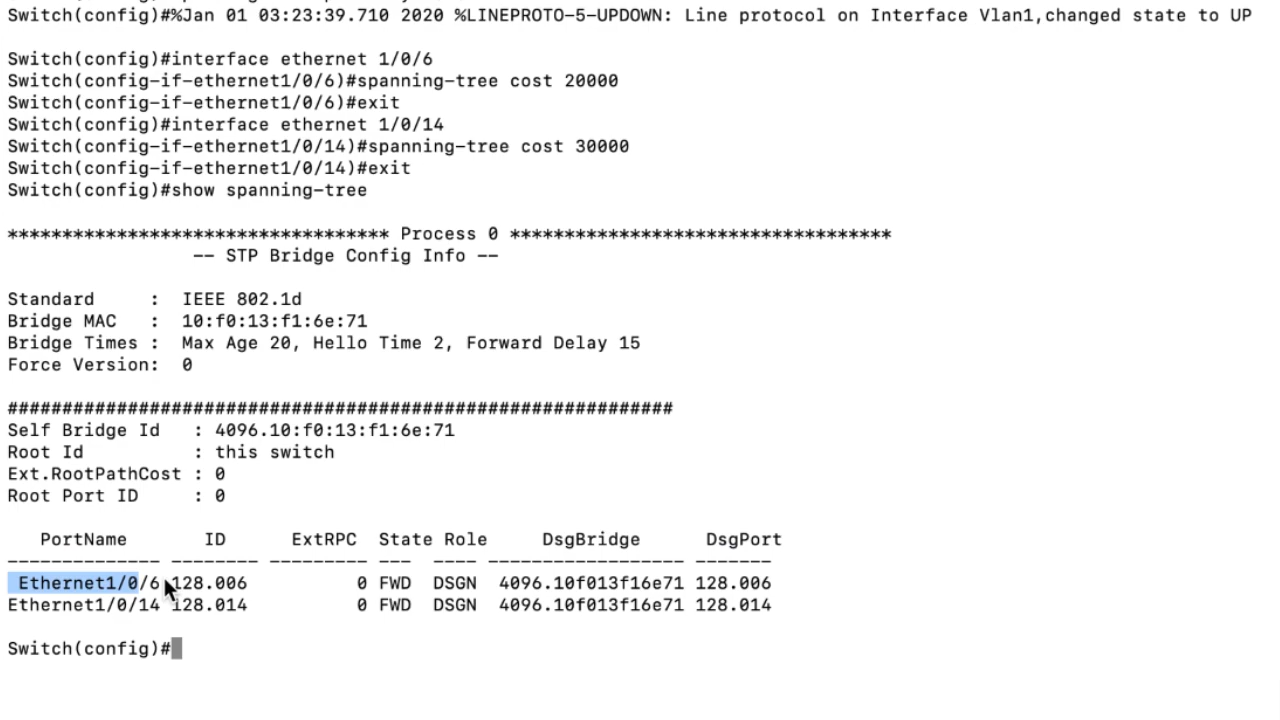 Switch(config)#%Jan 01 03:23:39.710 2020 %LINEPROTO-5-UPDOWN: Line protocol on Interface Vlan1,changed state to UP
Switch(config)#interface ethernet 1/0/6
Switch(config-if-ethernet1/0/6)#spanning-tree cost 20000
Switch(config-if-ethernet1/0/6)#exit
Switch(config)#interface ethernet 1/0/14
Switch(config-if-ethernet1/0/14)#spanning-tree cost 30000
Switch(config-if-ethernet1/0/14)#exit
Switch(config)#show spanning-tree
*********************************** Process 0 ***********************************
-- STP Bridge Config Info --
Standard : IEEE 802.1d
Bridge MAC : 10:f0:13:f1:6e:71
Bridge Times : Max Age 20, Hello Time 2, Forward Delay 15
Force Version: 0
#############################################################
Self Bridge Id : 4096.10:f0:13:f1:6e:71
Root Id : this switch
Ext.RootPathCost : 0
Root Port ID : 0
PortName ID ExtRPC State Role DsgBridge DsgPort
-------------- -------- --------- --- ---- ------------------ -------
Ethernet1/0/6 128.006 0 FWD DSGN 4096.10f013f16e71 128.006
Ethernet1/0/14 128.014 0 FWD DSGN 4096.10f013f16e71 128.014
Switch(config)#